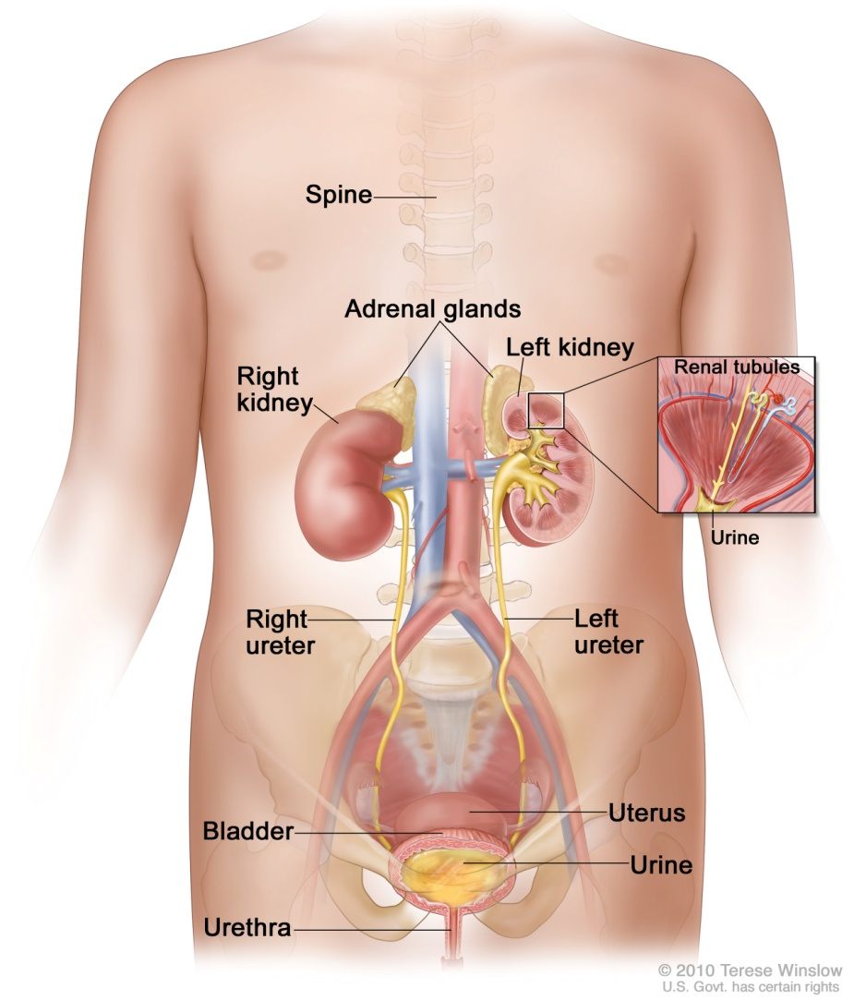 Spine
Adrenal glands
Left kidney
Right
kidney
Renal tubules
Urine
Right
ureter
Left
ureter
Uterus
Bladder
Urine
Urethra
© 2010 Terese Winslow
U.S. Govt. has certain rights